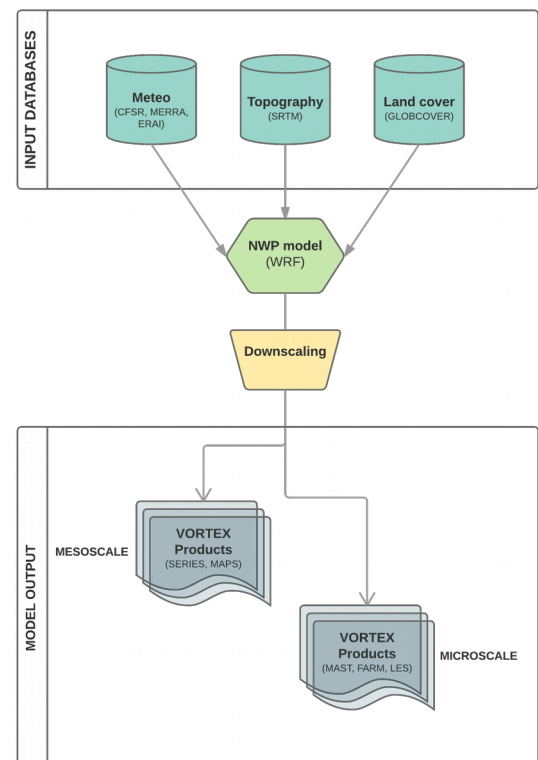 INPUT DATABASES
Meteo
(CFSR, MERRA,
ERAI)
Topography
(SRTM)
Land cover
(GLOBCOVER)
NWP model
(WRF)
Downscaling
MODEL OUTPUT
MESOSCALE
VORTEX
Products
(SERIES, MAPS)
VORTEX
Products
(MAST, FARM, LES)
MICROSCALE